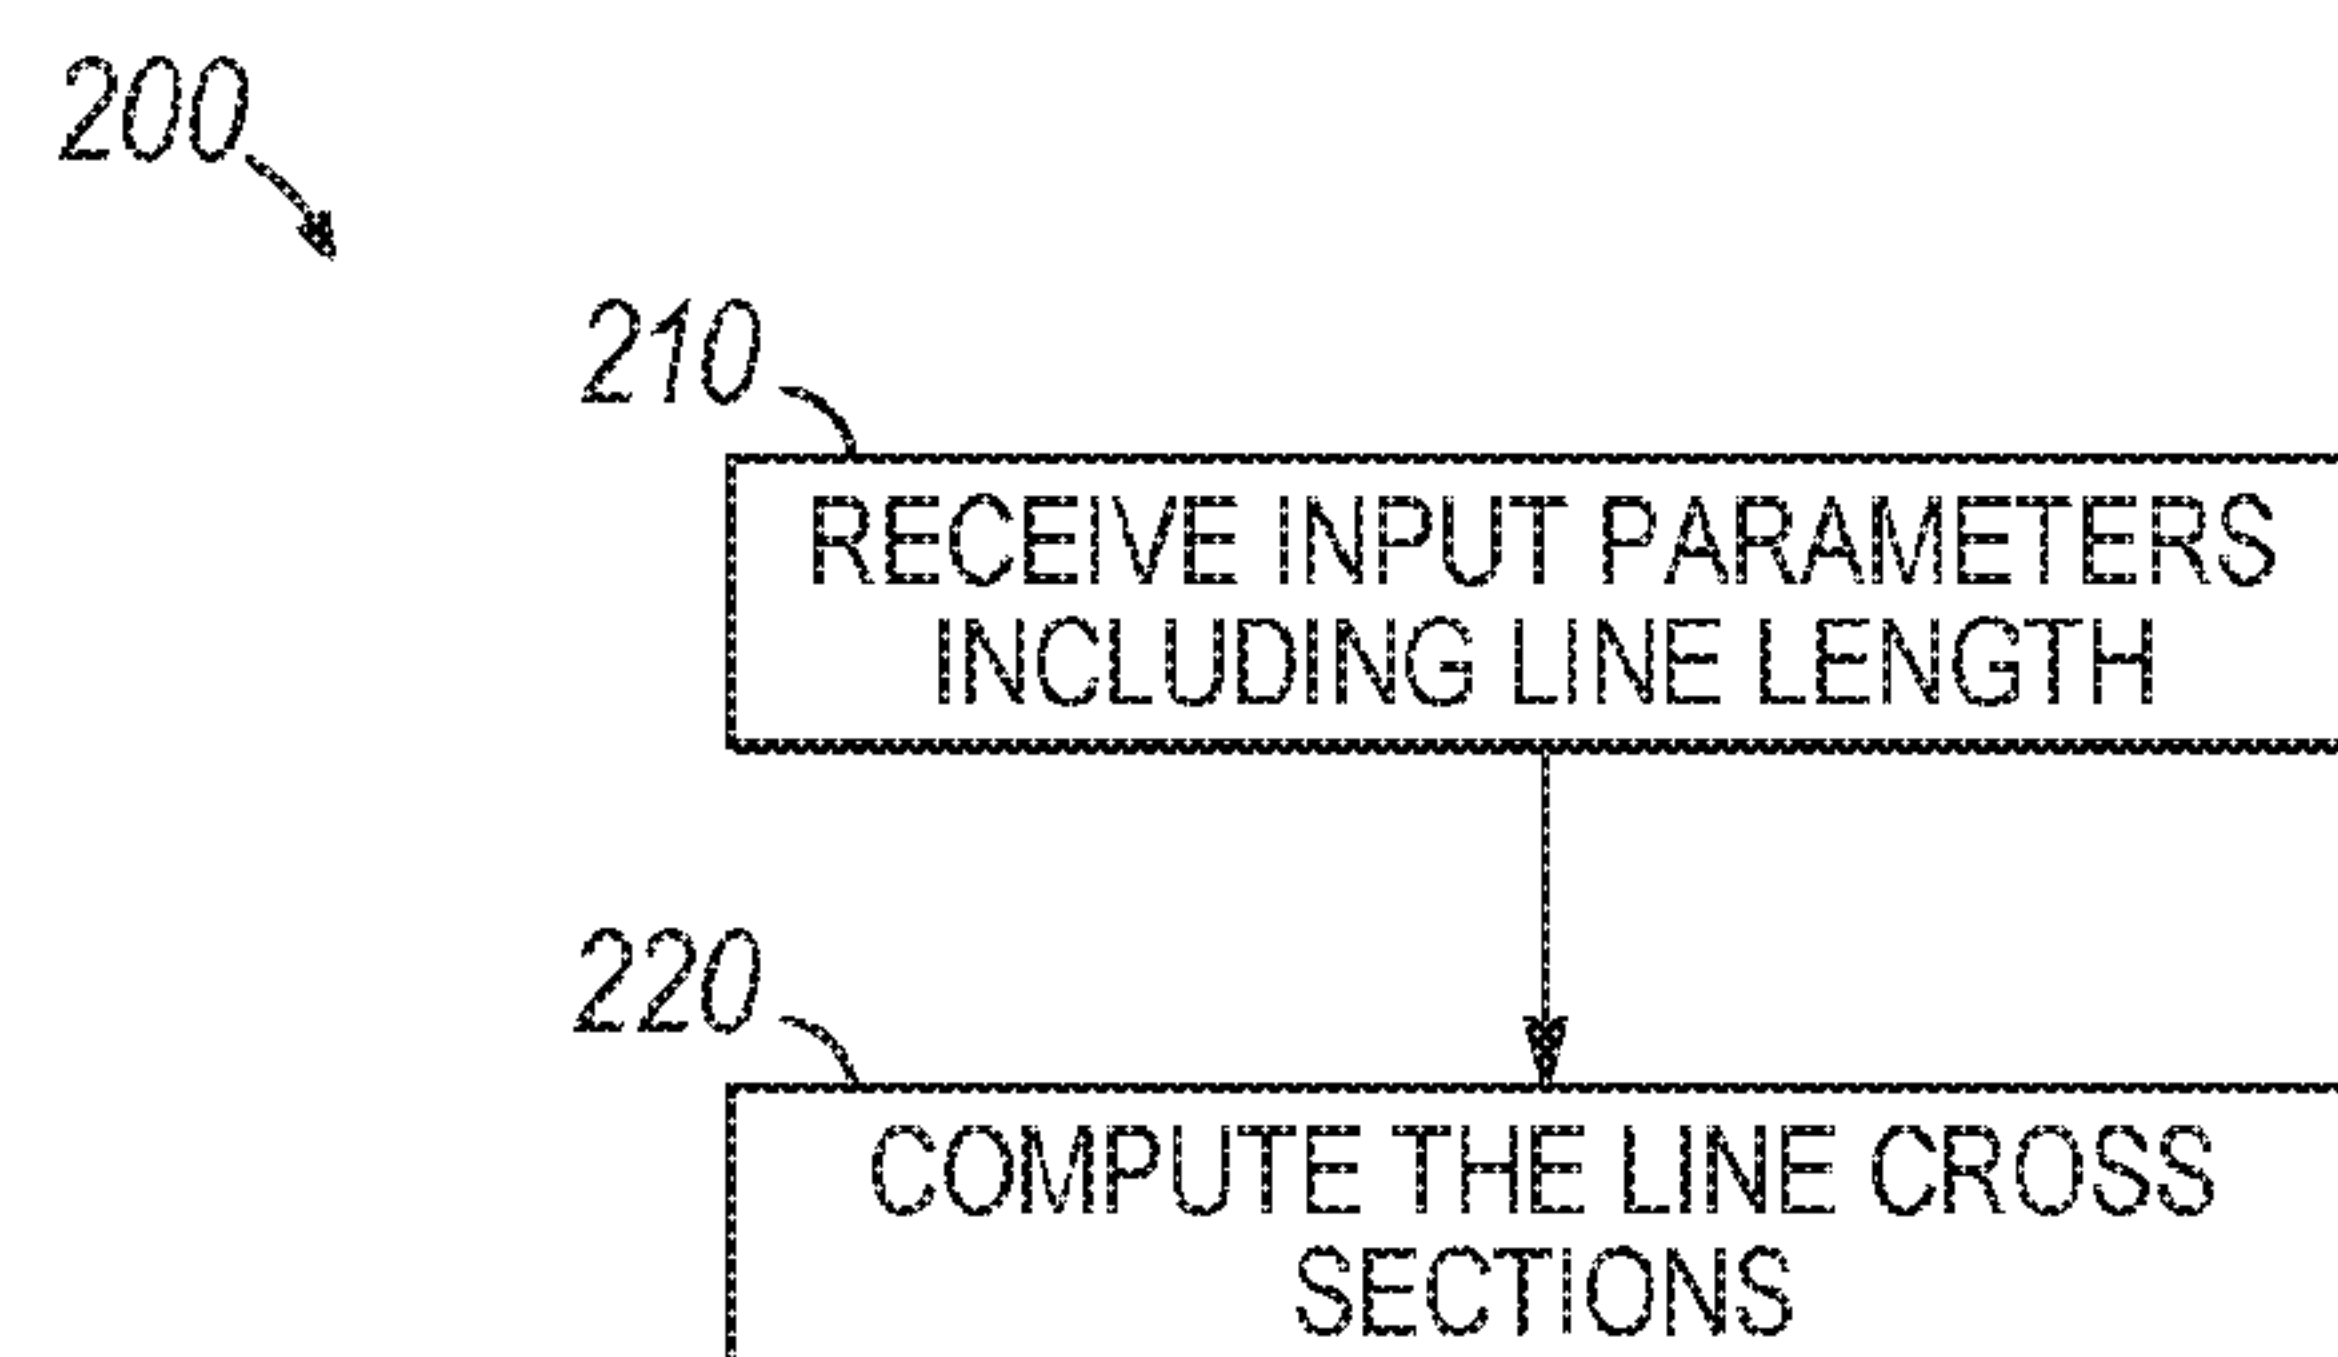 200
210
RECEIVE INPUT PARAMETERS
INCLUDING LINE LENGTH
220
COMPUTE THE LINE CROSS
SECTIONS